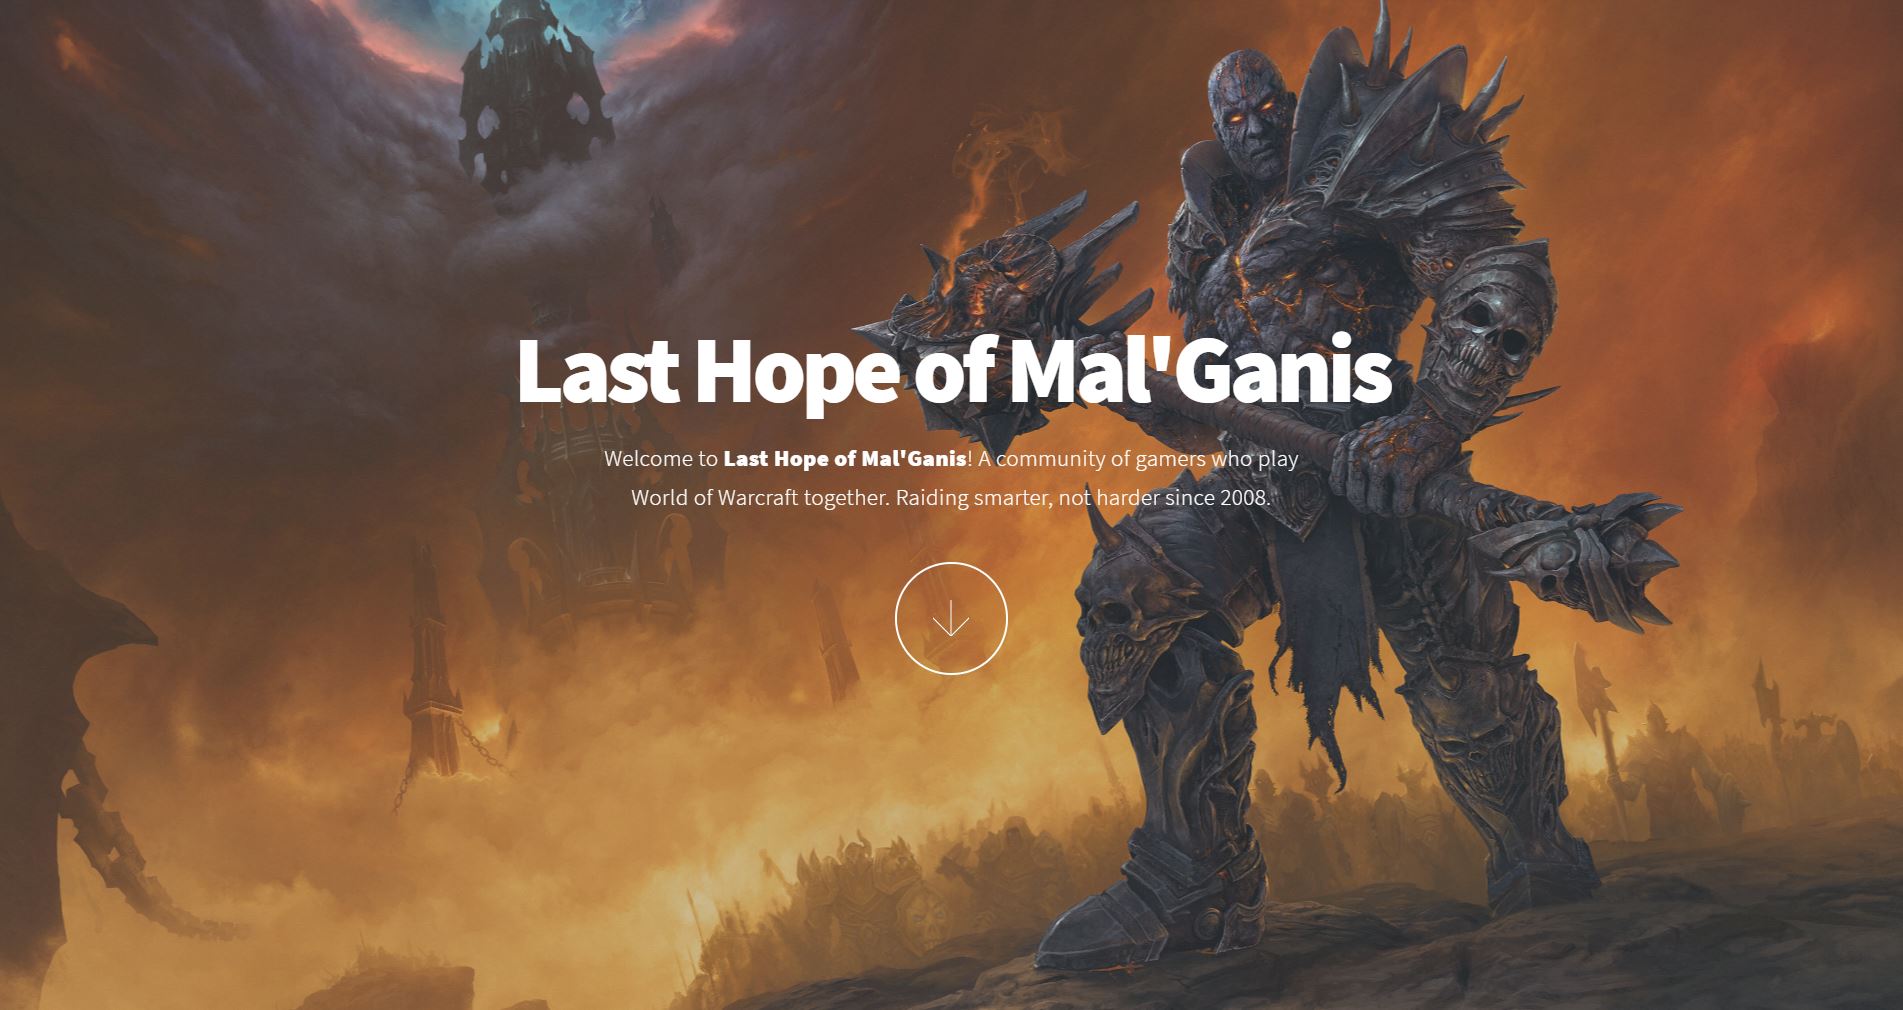 Last Hope of Mal'Ganis
Welcome to Last Hope of Mal'Ganis! A community of gamers who play
World of Warcraft together. Raiding smarter, not harder since 2008.